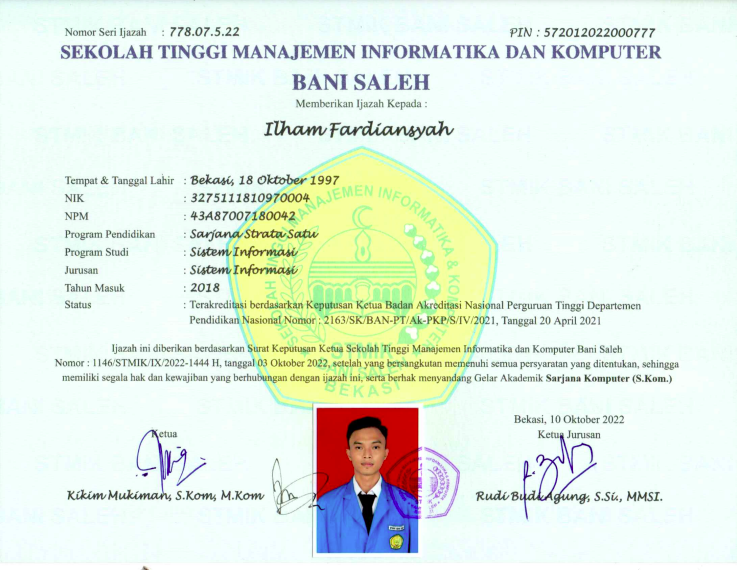 Nomor Seri Ijazah : 778.07.5.22
PIN : 572012022000777
SEKOLAH TINGGI MANAJEMEN INFORMATIKA DAN KOMPUTER
BANI SALEH
Memberikan Ijazah Kepada :
Ilham Fardiansyah
Tempat & Tanggal Lahir : Bekasi, 18 Oktober 1997
NIK : 3275111810970004
NPM : 43A87007180042
Program Pendidikan : Sarjana Strata Satu
Program Studi : Sistem Informasi
Jurusan : Sistem Informasi
Tahun Masuk : 2018
Status : Terakreditasi berdasarkan Keputusan Ketua Badan Akreditasi Nasional Perguruan Tinggi Departemen
Pendidikan Nasional Nomor : 2163/SK/BAN-PT/Ak-PKP/S/IV/2021, Tanggal 20 April 2021
Ijazah ini diberikan berdasarkan Surat Keputusan Ketua Sekolah Tinggi Manajemen Informatika dan Komputer Bani Saleh
Nomor : 1146/STMIK/IX/2022-1444 H, tanggal 03 Oktober 2022, setelah yang bersangkutan memenuhi semua persyaratan yang ditentukan, sehingga
memiliki segala hak dan kewajiban yang berhubungan dengan ijazah ini, serta berhak menyandang Gelar Akademik Sarjana Komputer (S.Kom.)
SEKOLAH TINGGI MANAJEMEN INFORMATIKA & KOMPUTER
STMIK
BANI SALEH
BEKASI
Bekasi, 10 Oktober 2022
Ketua
Ketua Jurusan
Kikim Mukiman, S.Kom, M.Kom
Rudi Budi Agung, S.Si, MMSI.